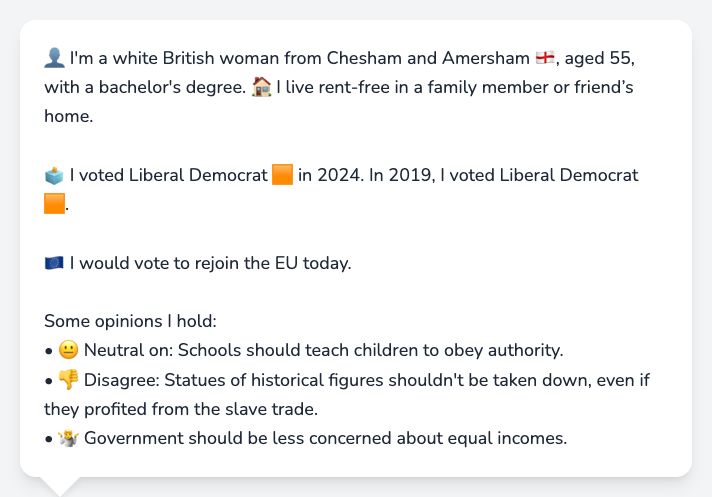 👤 I'm a white British woman from Chesham and Amersham 🏴󠁧󠁢󠁥󠁮󠁧󠁿, aged 55,
with a bachelor's degree. 🏠 I live rent-free in a family member or friend’s
home.
🗳️ I voted Liberal Democrat 🟧 in 2024. In 2019, I voted Liberal Democrat
🟧.
🇪🇺 I would vote to rejoin the EU today.
Some opinions I hold:
• 😐 Neutral on: Schools should teach children to obey authority.
• 👎 Disagree: Statues of historical figures shouldn't be taken down, even if
they profited from the slave trade.
• 🤷‍♀️ Government should be less concerned about equal incomes.